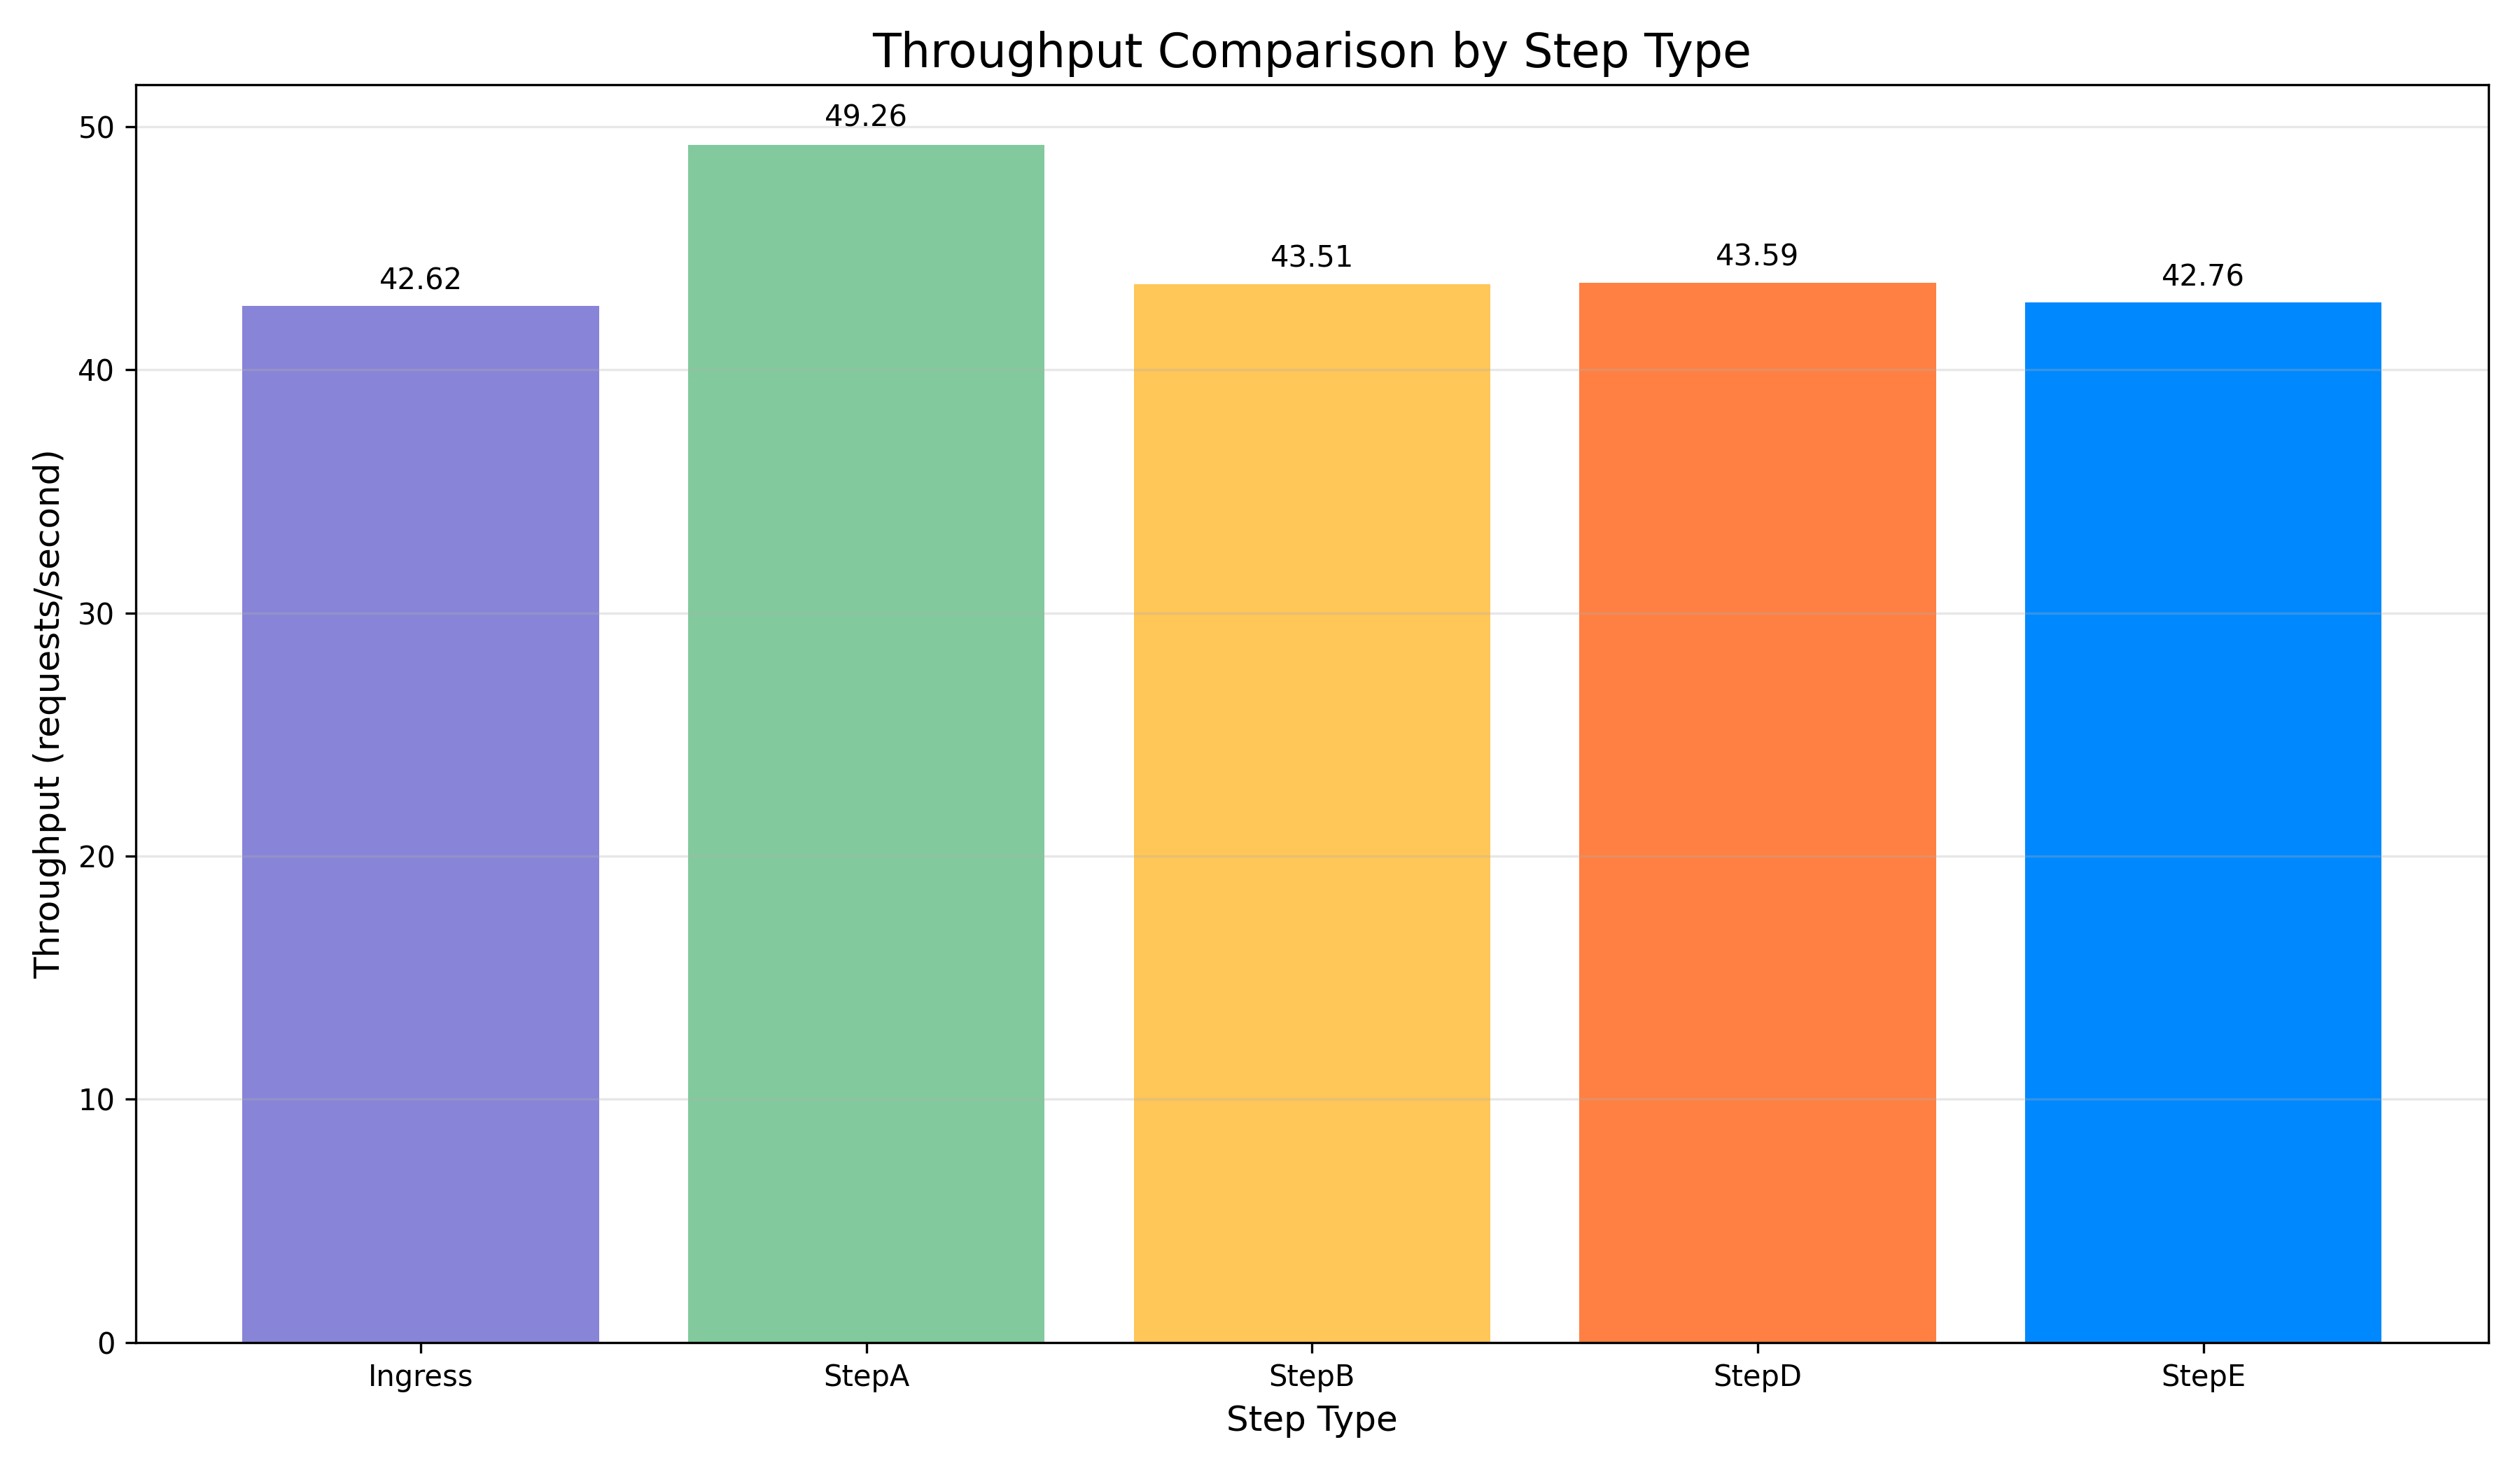 Throughput Comparison by Step Type
Throughput (requests/second)
50
40
30
20
10
0
42.62
49.26
43.51
43.59
42.76
Ingress
StepA
StepB
StepD
StepE
Step Type